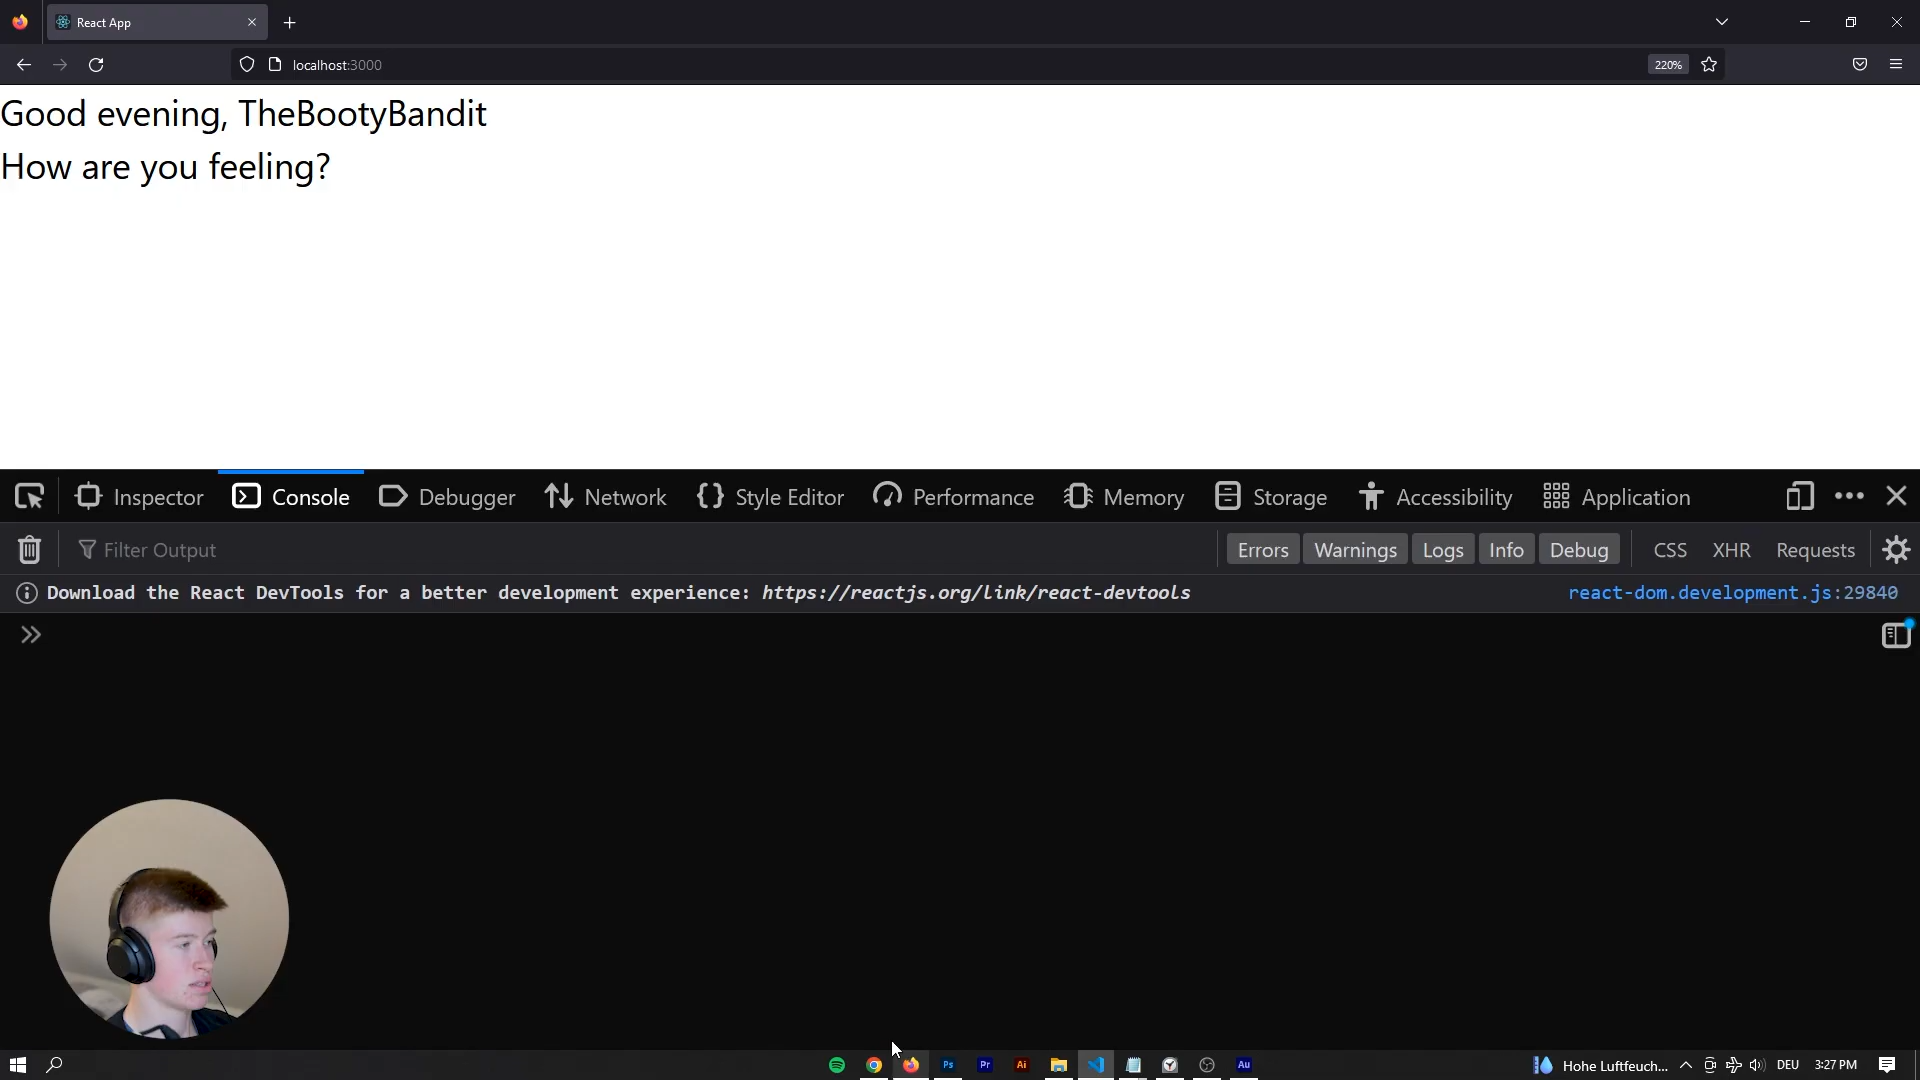 React App
localhost:3000
220%
Good evening, TheBootyBandit
How are you feeling?
Inspector
Console
Debugger
Network
Style Editor
Performance
Memory
Storage
Accessibility
Application
Filter Output
Errors
Warnings
Logs
Info
Debug
CSS
XHR
Requests
Download the React DevTools for a better development experience: https://reactjs.org/link/react-devtools
react-dom.development.js:29840
Ps
Pr
Ai
Au
Hohe Luftfeuch...
DEU
3:27 PM